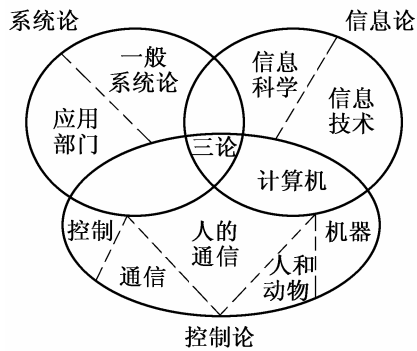 系统论
信息论
一般
系统论
信息
科学
应用
部门
信息
技术
三论
计算机
控制
人的
通信
机器
通信
人和
动物
控制论